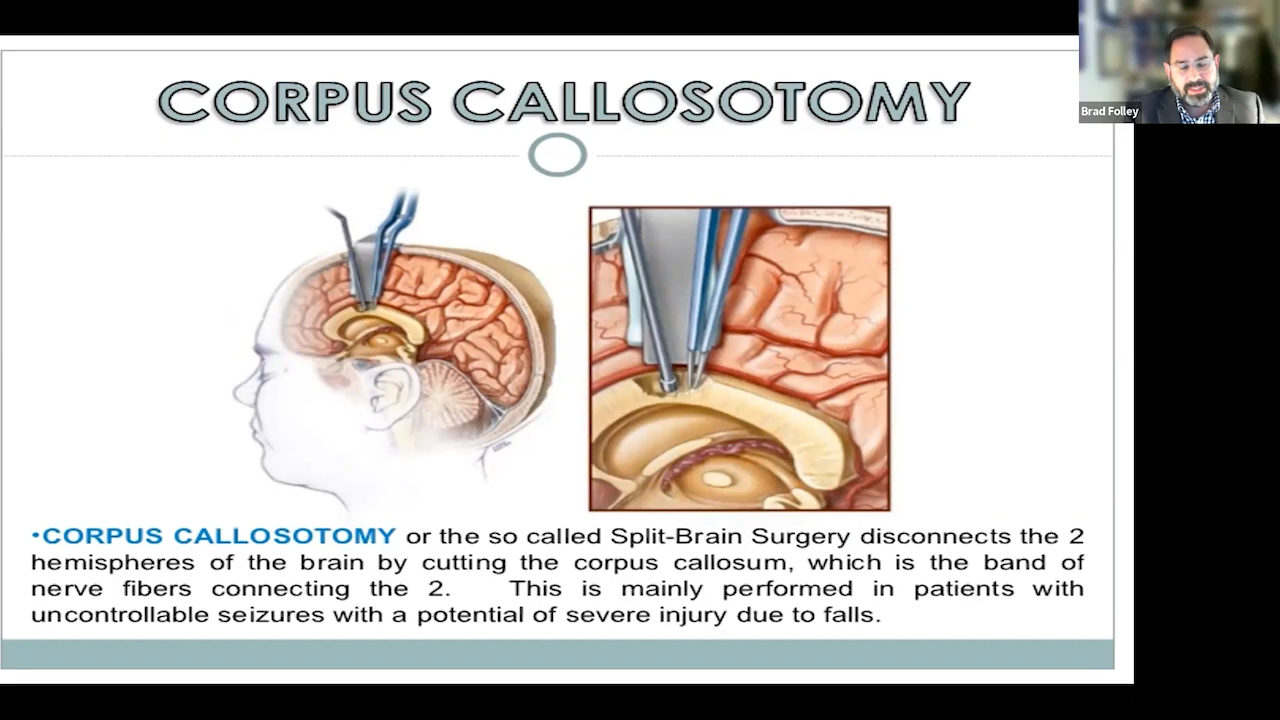 CORPUS CALLOSOTOMY
Brad Folley
•CORPUS CALLOSOTOMY or the so called Split-Brain Surgery disconnects the 2
hemispheres of the brain by cutting the corpus callosum, which is the band of
nerve fibers connecting the 2. This is mainly performed in patients with
uncontrollable seizures with a potential of severe injury due to falls.